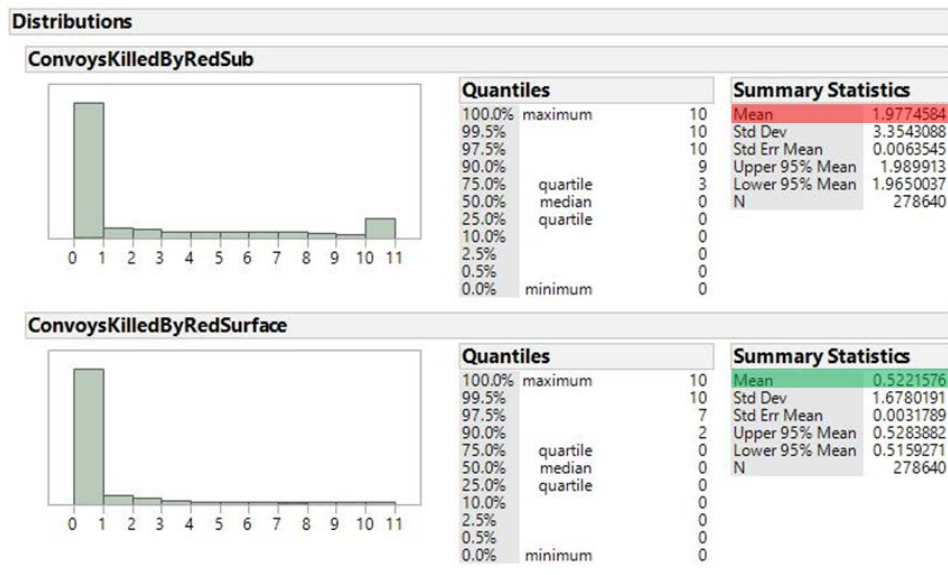 Distributions
ConvoysKilledByRedSub
Quantiles
100.0% maximum 10
99.5% 10
97.5% 10
90.0% 9
75.0% quartile 3
50.0% median 0
25.0% quartile 0
10.0% 0
2.5% 0
0.5% 0
0.0% minimum 0
Summary Statistics
Mean 1.9774584
Std Dev 3.3543088
Std Err Mean 0.0063545
Upper 95% Mean 1.989913
Lower 95% Mean 1.9650037
N 278640
0 1 2 3 4 5 6 7 8 9 10 11
ConvoysKilledByRedSurface
Quantiles
100.0% maximum 10
99.5% 10
97.5% 7
90.0% 2
75.0% quartile 0
50.0% median 0
25.0% quartile 0
10.0% 0
2.5% 0
0.5% 0
0.0% minimum 0
Summary Statistics
Mean 0.5221576
Std Dev 1.6780191
Std Err Mean 0.0031789
Upper 95% Mean 0.5283882
Lower 95% Mean 0.5159271
N 278640
0 1 2 3 4 5 6 7 8 9 10 11